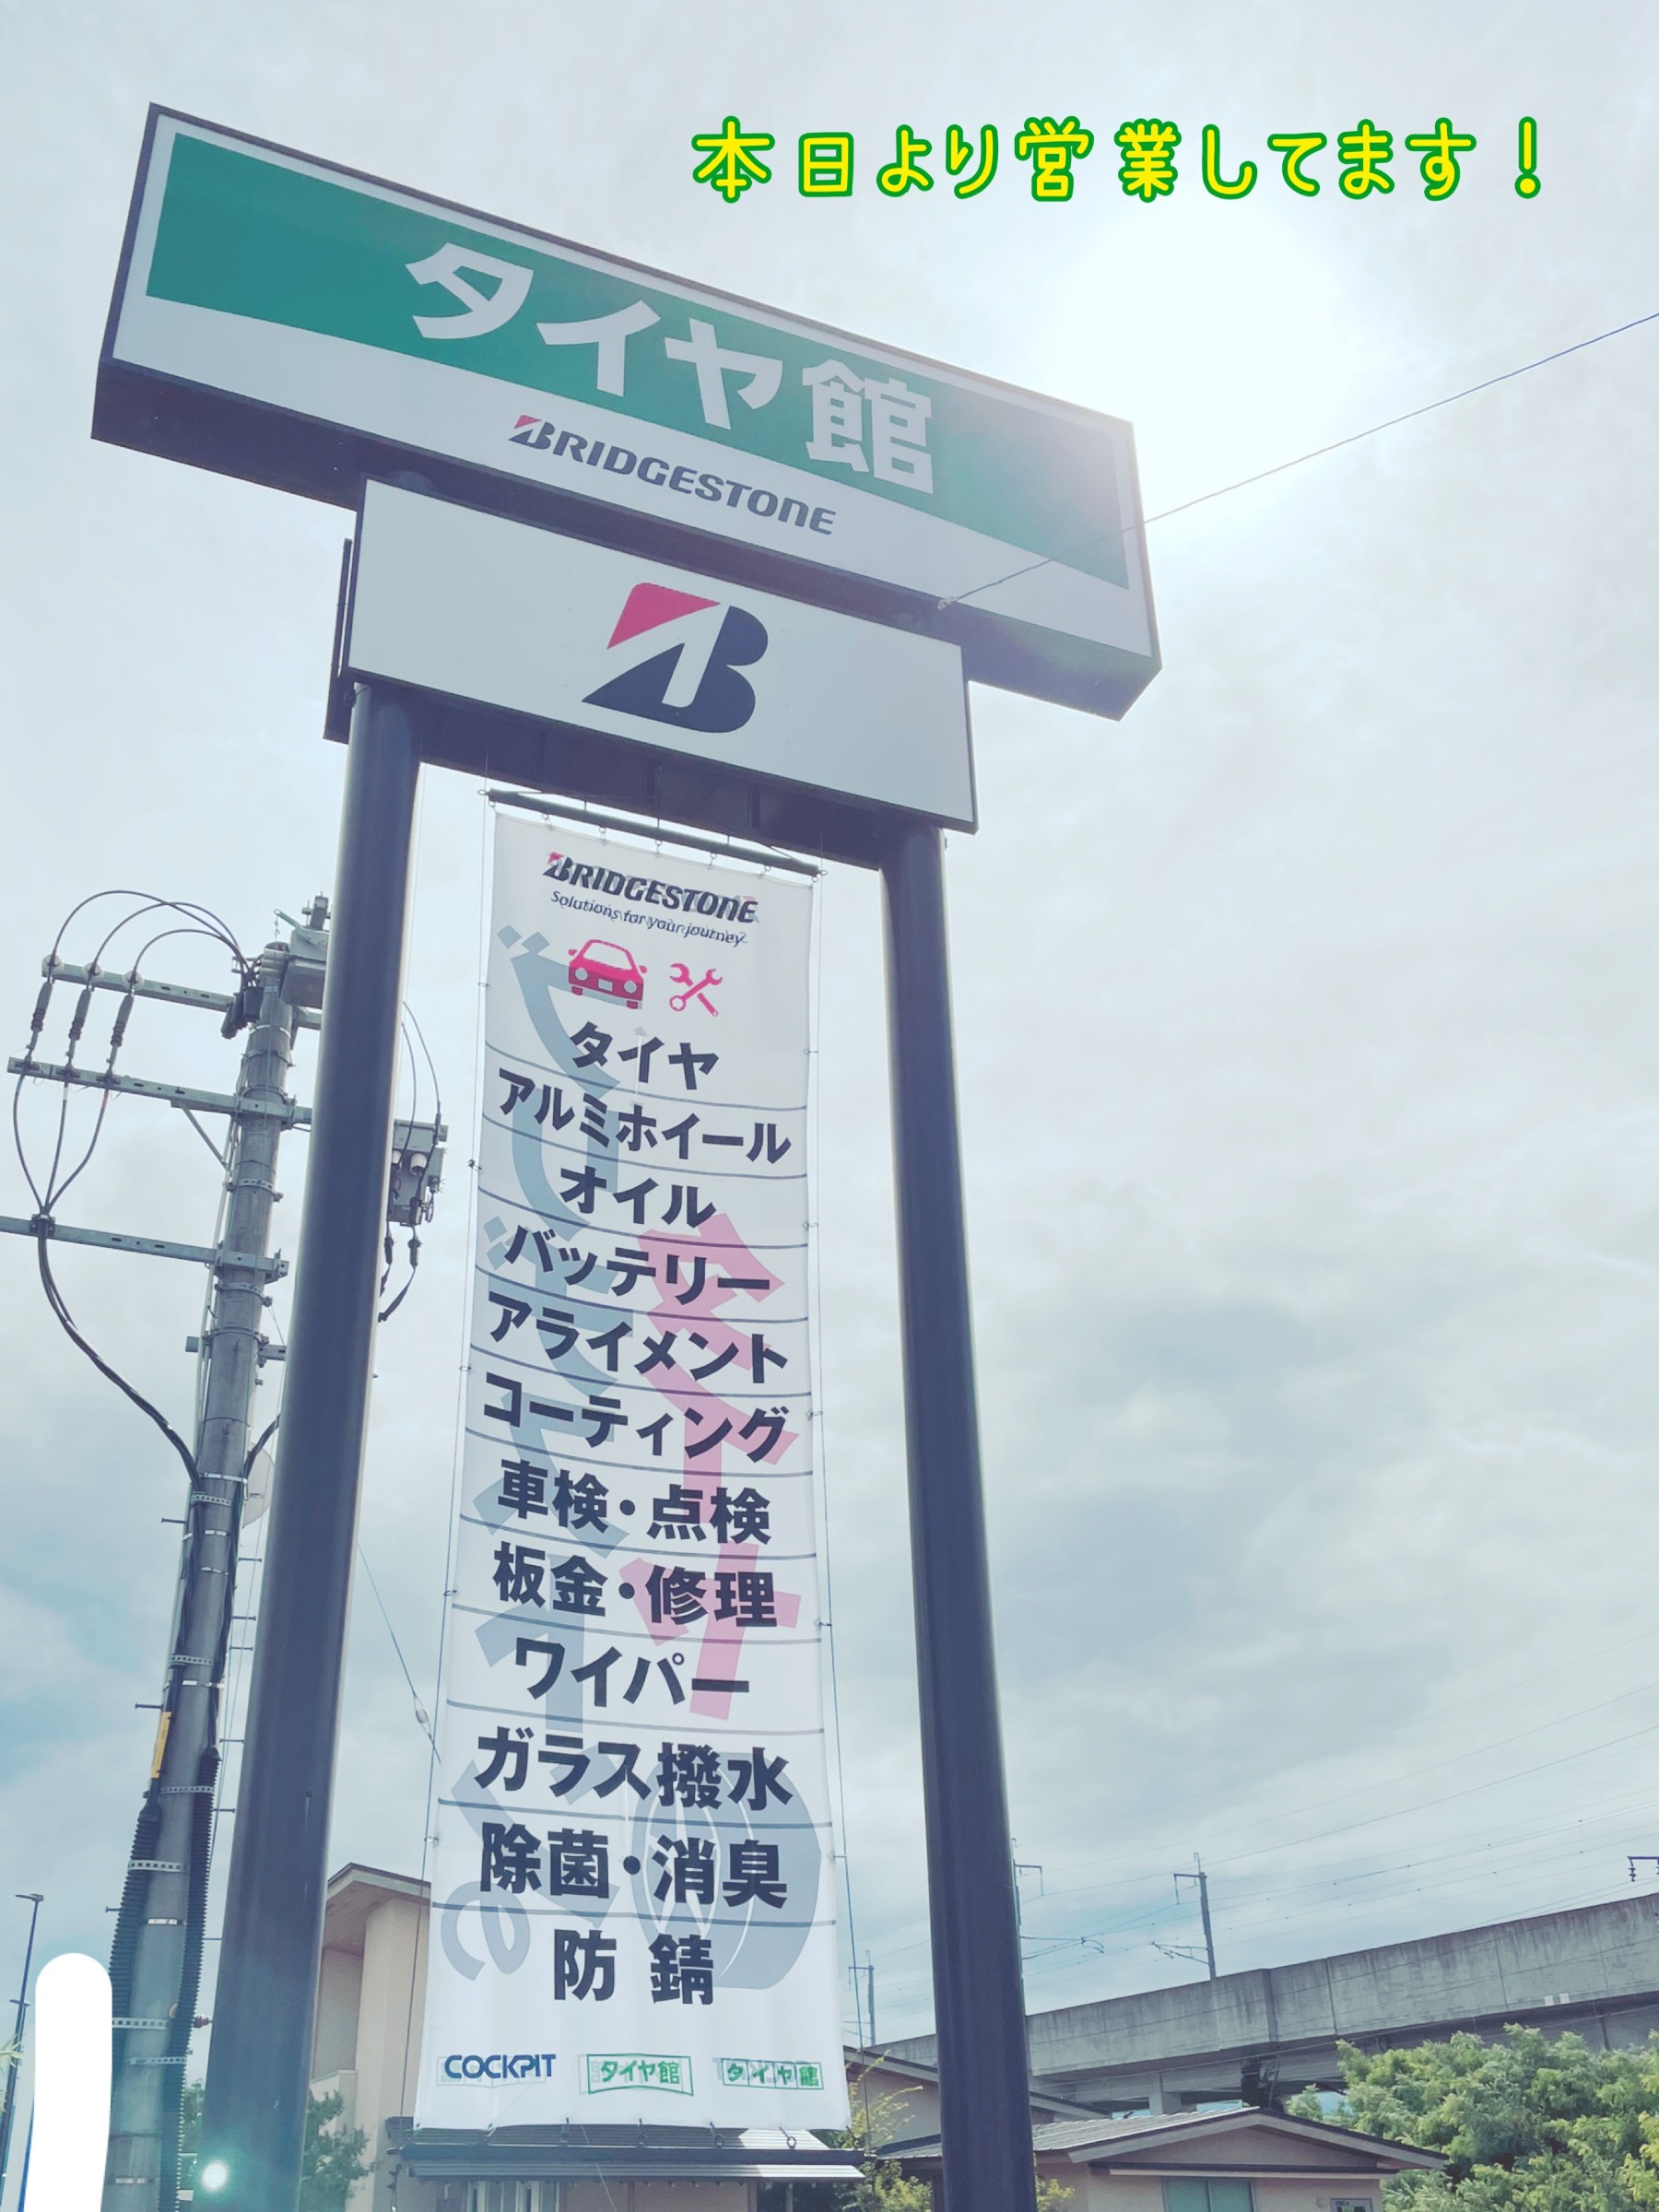 本日より営業してます！
タイヤ館
BRIDGESTONE
B
BRIDGESTONE
Solutions for your journey
タイヤ
アルミホイール
オイル
バッテリー
アライメント
コーティング
車検・点検
板金・修理
ワイパー
ガラス撥水
除菌・消臭
防錆
COCKPIT
タイヤ館
タイヤ館